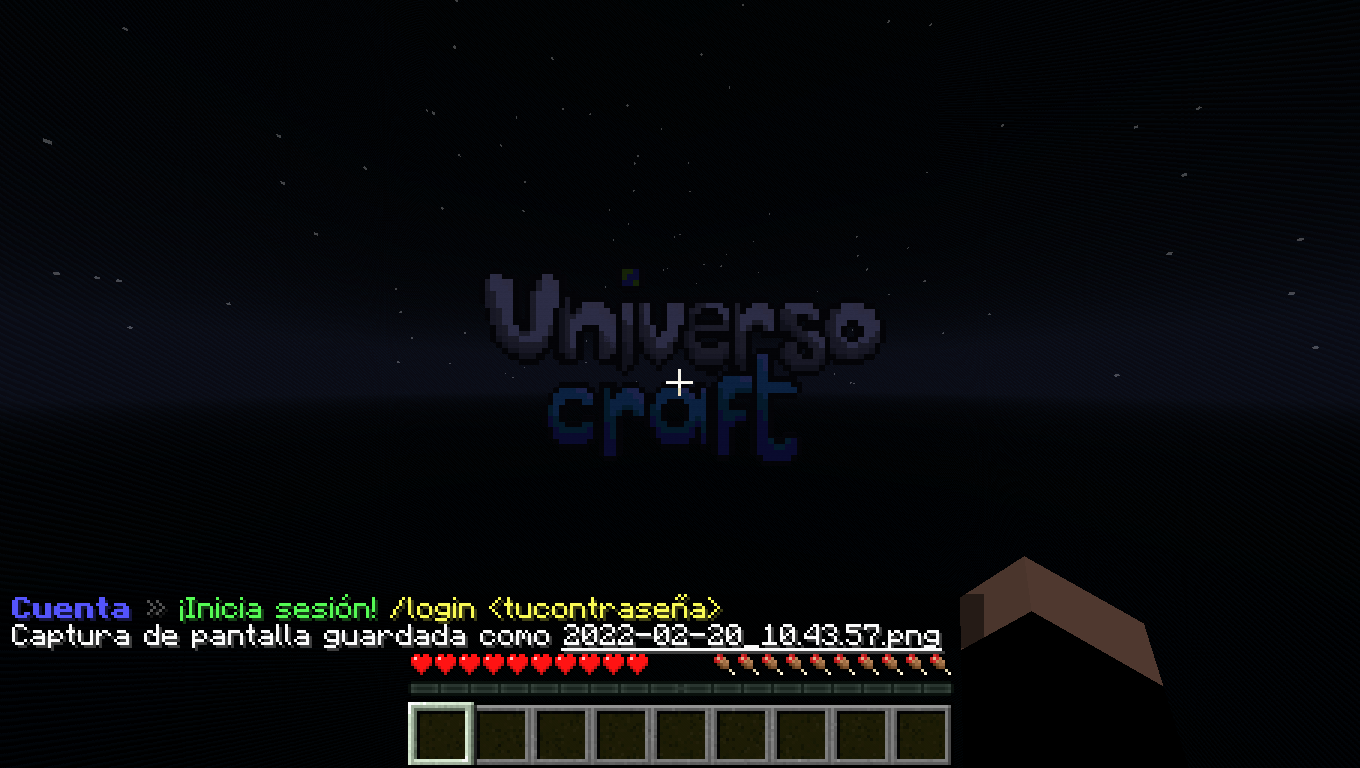 Universo
craft
Cuenta » ¡Inicia sesión! /login <tucontraseña>
Captura de pantalla guardada como 2022-02-20_10.43.57.png